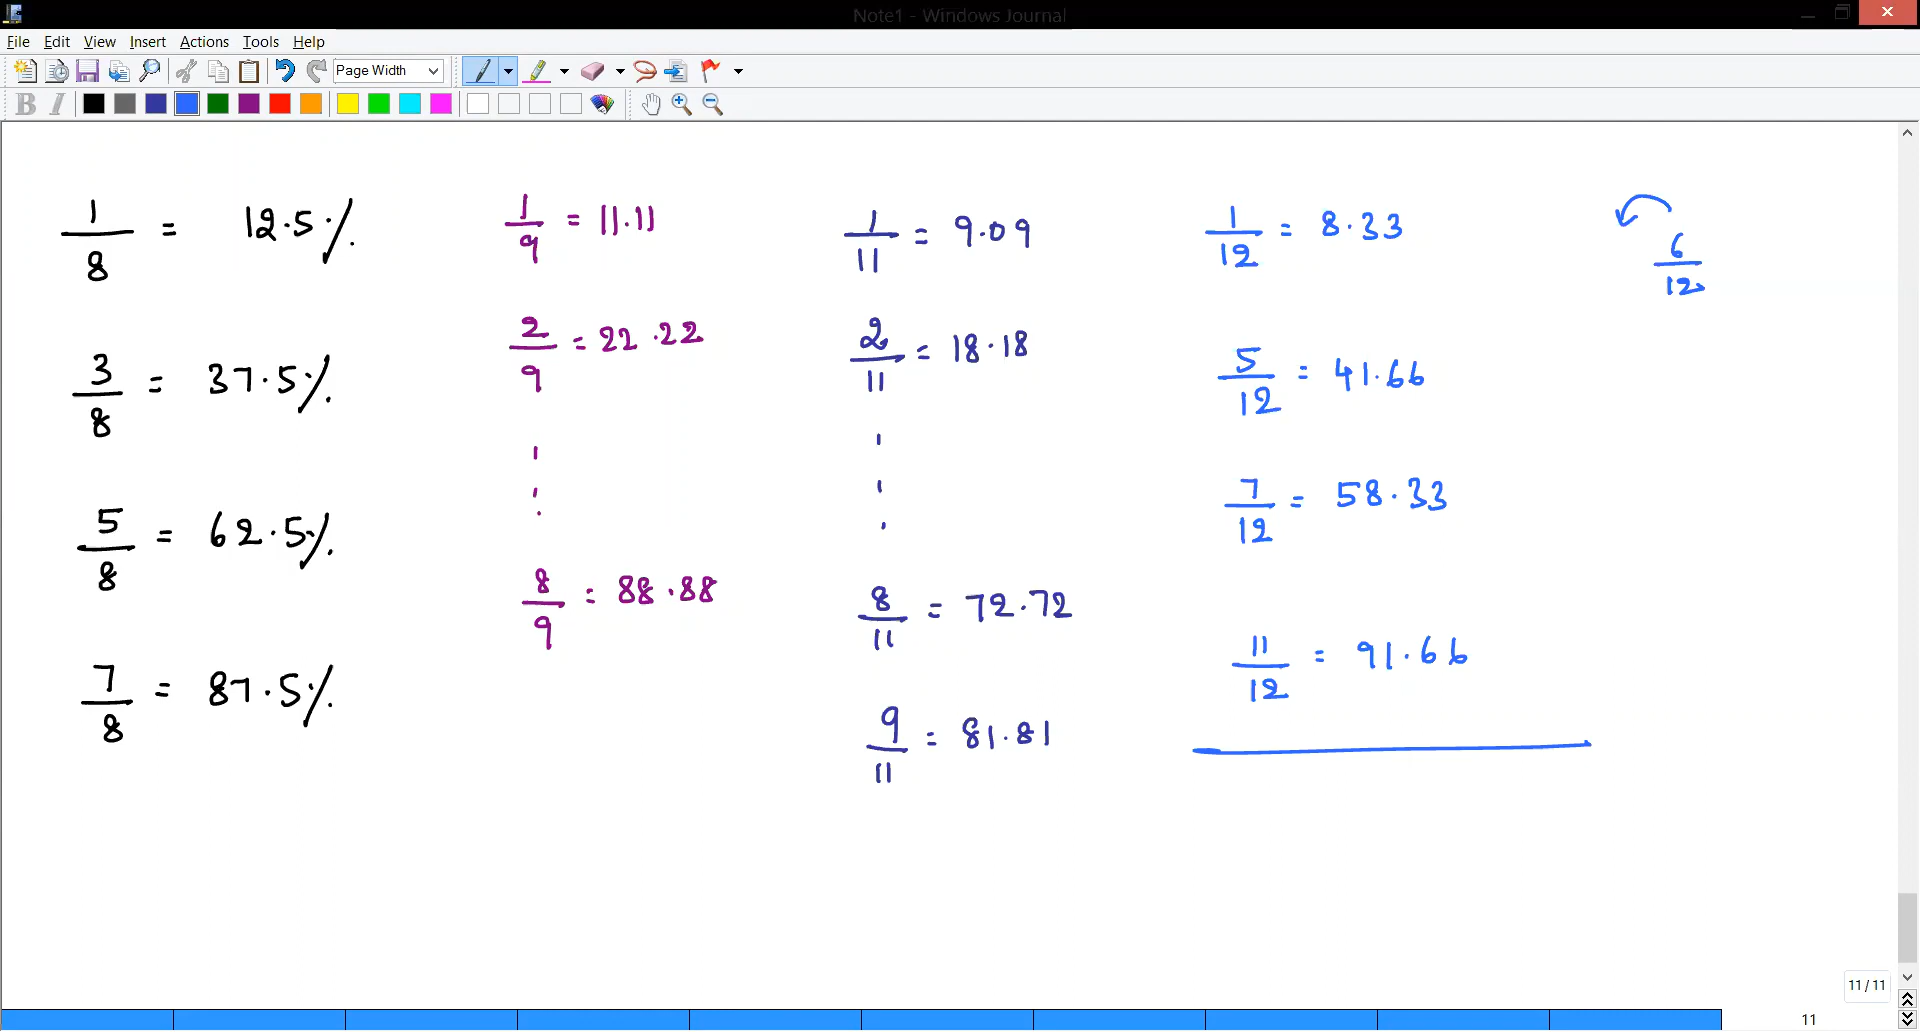 Note1 - Windows Journal
File Edit View Insert Actions Tools Help
Page Width
B I
1/8 = 12.5%
3/8 = 37.5%
5/8 = 62.5%
7/8 = 87.5%
1/9 = 11.11
2/9 = 22.22
8/9 = 88.88
1/11 = 9.09
2/11 = 18.18
8/11 = 72.72
9/11 = 81.81
1/12 = 8.33
5/12 = 41.66
7/12 = 58.33
11/12 = 91.66
6/12
11 / 11
11